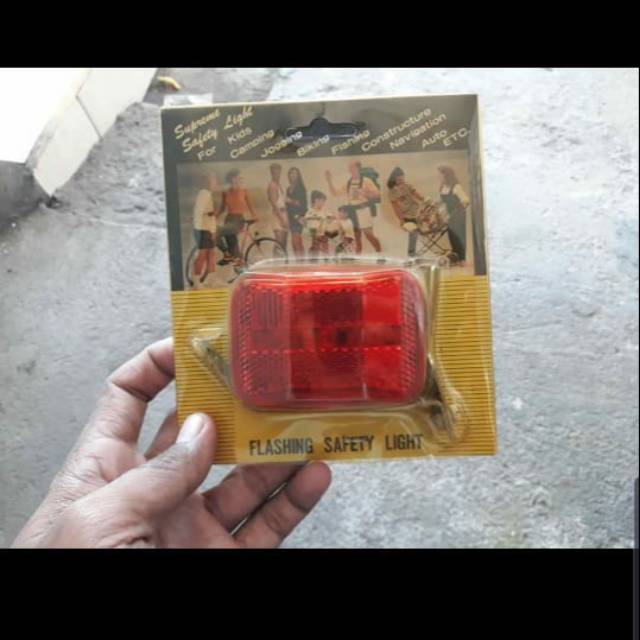 Supreme
Safety Light
For Kids Camping Jogging Biking Fishing Constructure Navigation Auto ETC.
FLASHING SAFETY LIGHT